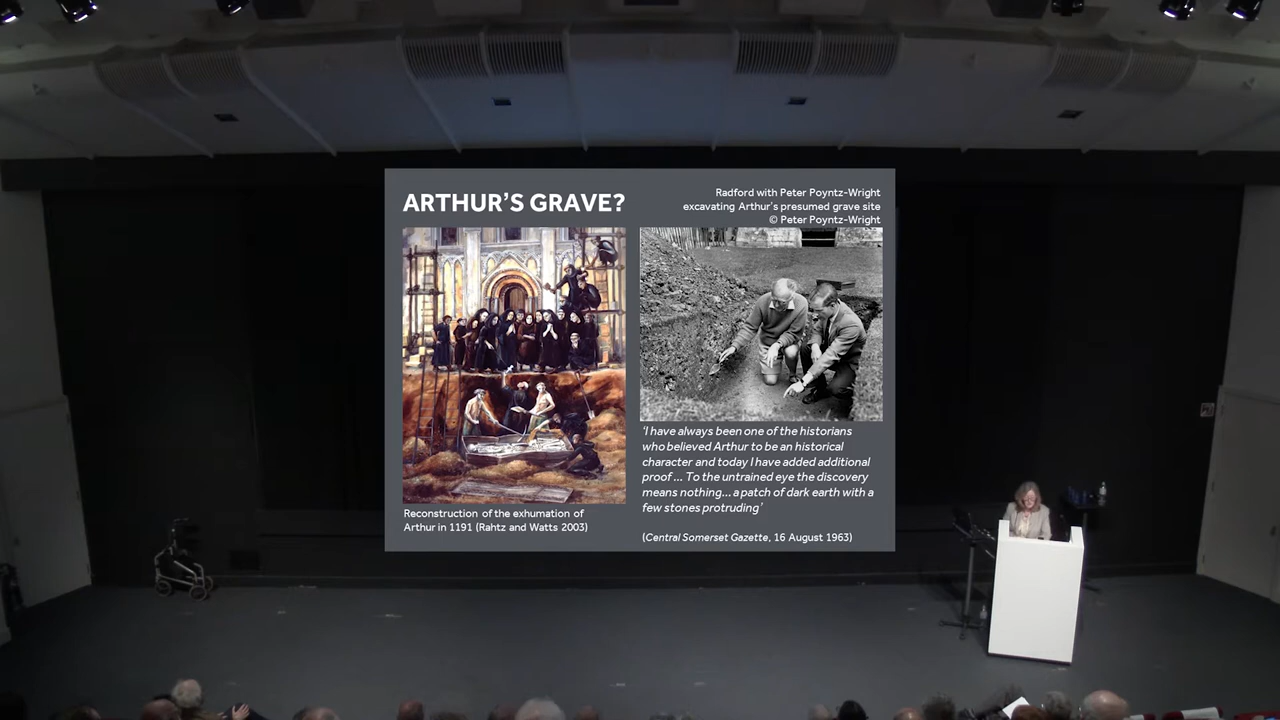 ARTHUR'S GRAVE?
Radford with Peter Poyntz-Wright
excavating Arthur's presumed grave site
© Peter Poyntz-Wright
Reconstruction of the exhumation of
Arthur in 1191 (Rahtz and Watts 2003)
'I have always been one of the historians
who believed Arthur to be an historical
character and today I have added additional
proof ... To the untrained eye the discovery
means nothing... a patch of dark earth with a
few stones protruding'
(Central Somerset Gazette, 16 August 1963)